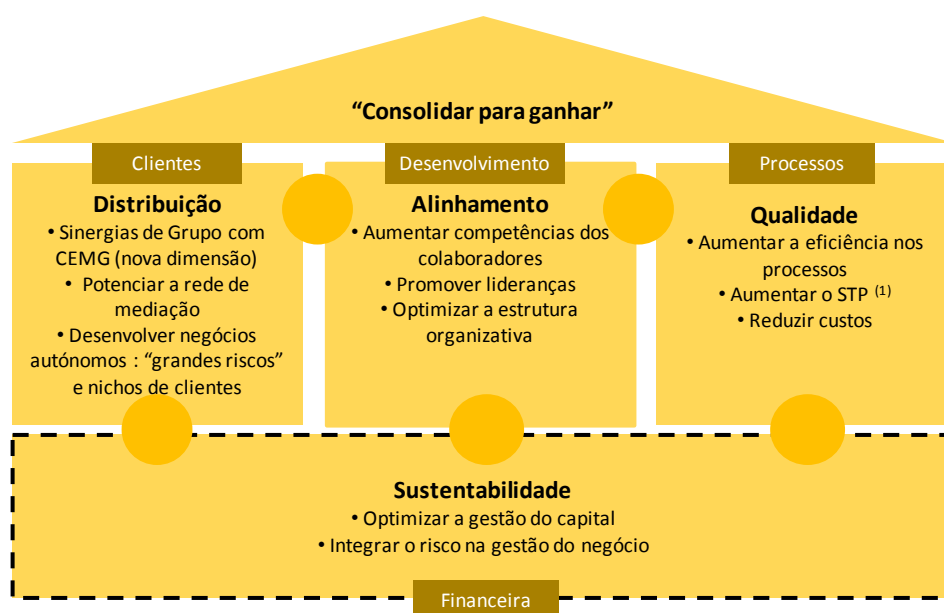 “Consolidar para ganhar”
Clientes
Distribuição
• Sinergias de Grupo com
CEMG (nova dimensão)
• Potenciar a rede de
mediação
• Desenvolver negócios
autónomos : “grandes riscos”
e nichos de clientes
Desenvolvimento
Alinhamento
• Aumentar competências dos
colaboradores
• Promover lideranças
• Optimizar a estrutura
organizativa
Processos
Qualidade
• Aumentar a eficiência nos
processos
• Aumentar o STP (1)
• Reduzir custos
Sustentabilidade
• Optimizar a gestão do capital
• Integrar o risco na gestão do negócio
Financeira